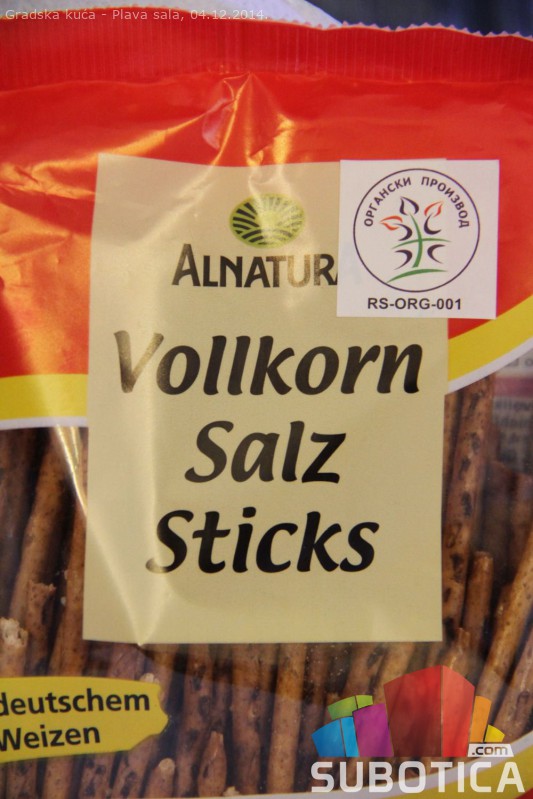 Gradska kuća - Plava sala, 04.12.2014.
ОРГАНСКИ ПРОИЗВОД
RS-ORG-001
ALNATURA
Vollkorn
Salz
Sticks
deutschem
Weizen
.com
SUBOTICA